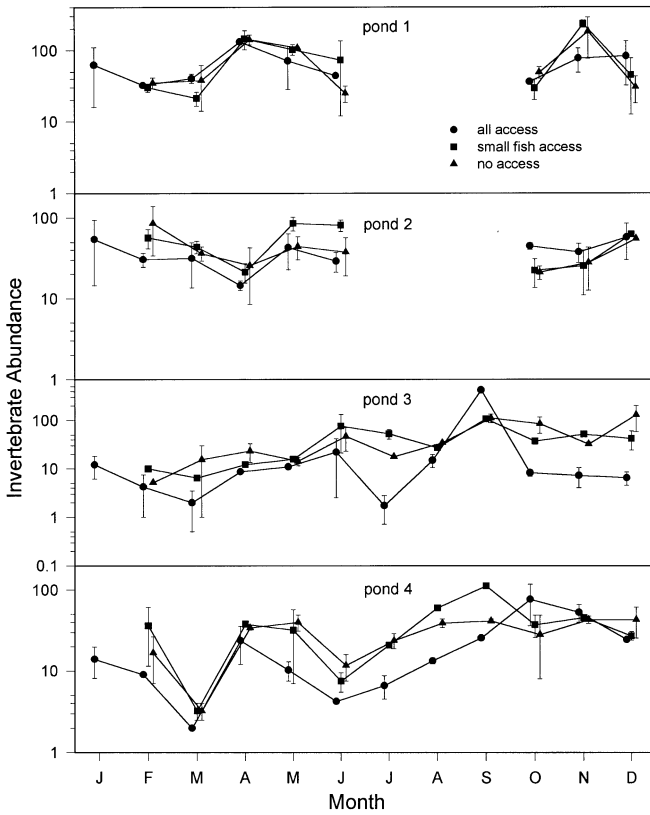 pond 1
100
10
1
all access
small fish access
no access
pond 2
100
10
1
pond 3
100
10
1
0.1
pond 4
100
10
1
Invertebrate Abundance
J F M A M J J A S O N D
Month